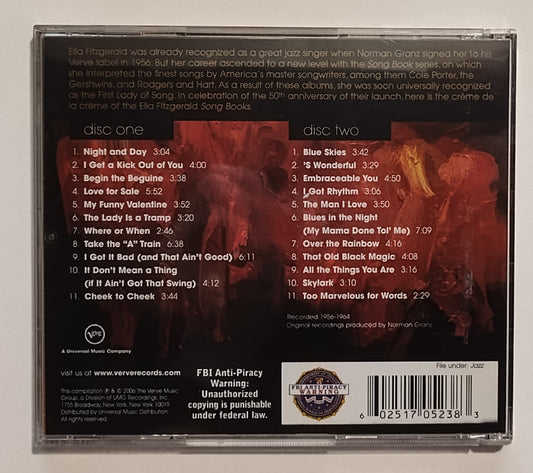 Ella Fitzgerald was already recognized as a great jazz singer when Norman Granz signed her to his
Verve label in 1956. But her career ascended to a new level with the Song Book series, on which
she interpreted the finest songs by America's master songwriters, among them Cole Porter, the
Gershwins, and Rodgers and Hart. As a result of these albums, she was soon universally recognized
as the First Lady of Song. In celebration of the 50th anniversary of their launch, here is the crème de
la crème of the Ella Fitzgerald Song Books.
disc one
1. Night and Day 3:04
2. I Get a Kick Out of You 4:00
3. Begin the Beguine 3:38
4. Love for Sale 5:52
5. My Funny Valentine 3:52
6. The Lady Is a Tramp 3:20
7. Where or When 2:46
8. Take the "A" Train 6:38
9. I Got It Bad (and That Ain't Good) 6:11
10. It Don't Mean a Thing
(if It Ain't Got That Swing) 4:12
11. Cheek to Cheek 3:44
disc two
1. Blue Skies 3:42
2. 'S Wonderful 3:29
3. Embraceable You 4:50
4. I Got Rhythm 3:06
5. The Man I Love 3:50
6. Blues in the Night
(My Mama Done Tol' Me) 7:09
7. Over the Rainbow 4:16
8. That Old Black Magic 4:08
9. All the Things You Are 3:16
10. Skylark 3:10
11. Too Marvelous for Words 2:29
Recorded 1956-1964
Original recordings produced by Norman Granz
VERVE
A Universal Music Company
visit us at www.ververecords.com
This compilation ℗ & © 2006 The Verve Music
Group, a Division of UMG Recordings, Inc.
1755 Broadway, New York, New York 10019.
Distributed by Universal Music Distribution.
All rights reserved.
FBI Anti-Piracy
Warning:
Unauthorized
copying is punishable
under federal law.
FBI ANTI-PIRACY
WARNING
File under: Jazz
6 02517 05238 3